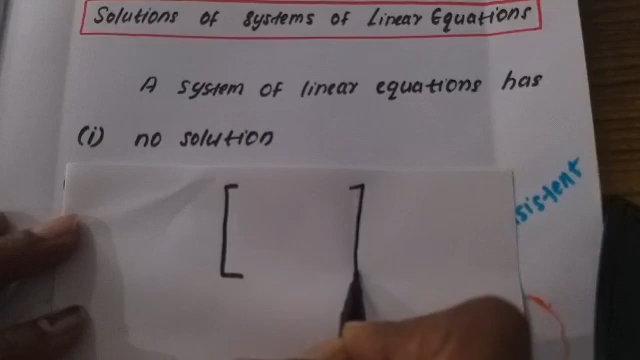 Solutions of Systems of Linear Equations
A system of linear equations has
(i) no solution